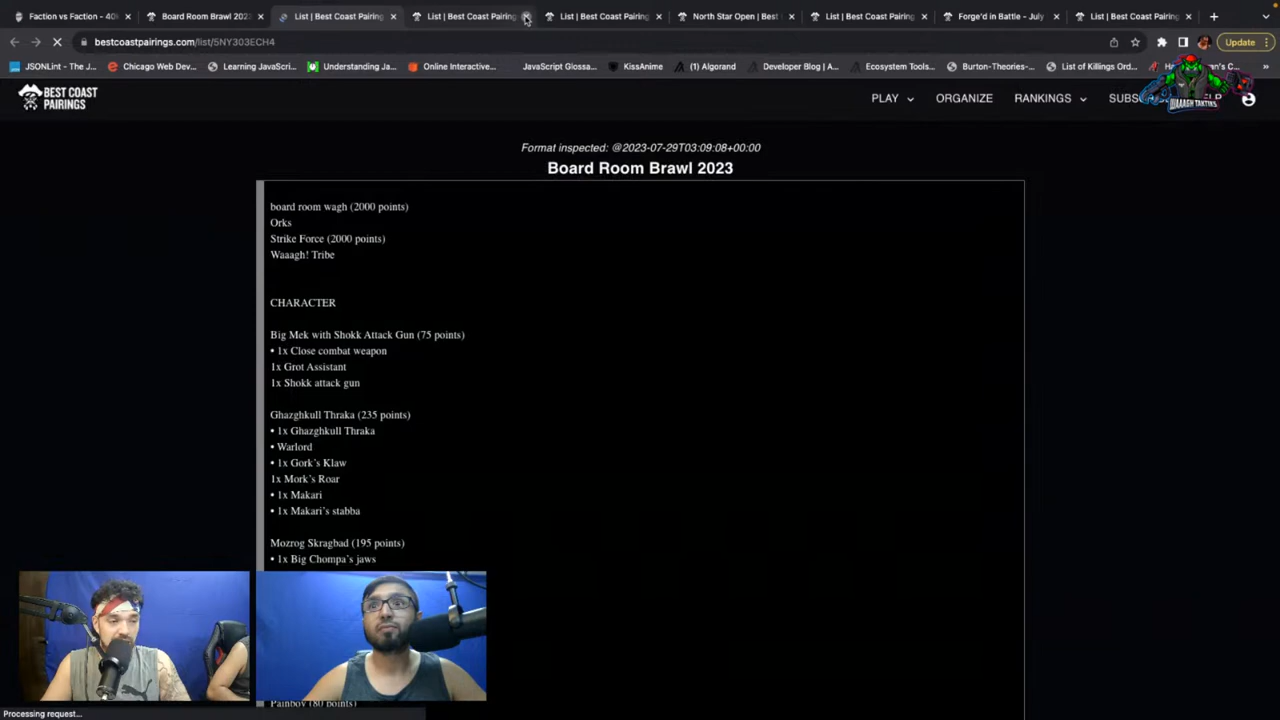 Faction vs Faction - 40k
Board Room Brawl 2023
List | Best Coast Pairing
List | Best Coast Pairing
List | Best Coast Pairing
North Star Open | Best
List | Best Coast Pairing
Forge'd in Battle - July
List | Best Coast Pairing
bestcoastpairings.com/list/5NY303ECH4
Update
JSONLint - The J...
Chicago Web Dev...
Learning JavaScri...
Understanding Ja...
Online Interactive...
JavaScript Glossa...
KissAnime
(1) Algorand
Developer Blog | A...
Ecosystem Tools...
Burton-Theories-...
List of Killings Ord...
BEST COAST
PAIRINGS
PLAY
ORGANIZE
RANKINGS
WAAAGH TAKTIKS
Format inspected: @2023-07-29T03:09:08+00:00
Board Room Brawl 2023
board room wagh (2000 points)
Orks
Strike Force (2000 points)
Waaagh! Tribe
CHARACTER
Big Mek with Shokk Attack Gun (75 points)
• 1x Close combat weapon
1x Grot Assistant
1x Shokk attack gun
Ghazghkull Thraka (235 points)
• 1x Ghazghkull Thraka
• Warlord
• 1x Gork's Klaw
1x Mork's Roar
• 1x Makari
• 1x Makari's stabba
Mozrog Skragbad (195 points)
• 1x Big Chompa's jaws
Painboy (80 points)
Processing request...